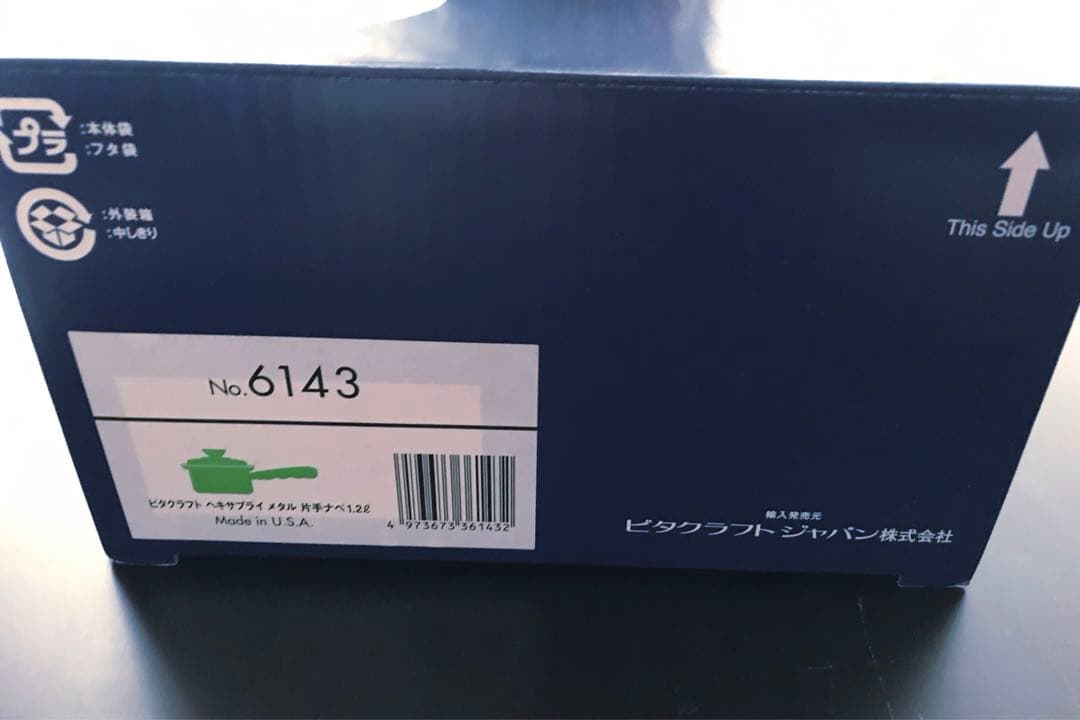 プラ
:本体袋
:フタ袋
:外装箱
:中しきり
This Side Up
No.6143
ビタクラフト ヘキサプライ メタル 片手ナベ1.2ℓ
Made in U.S.A.
4 973673 361432
輸入発売元
ビタクラフト ジャパン株式会社